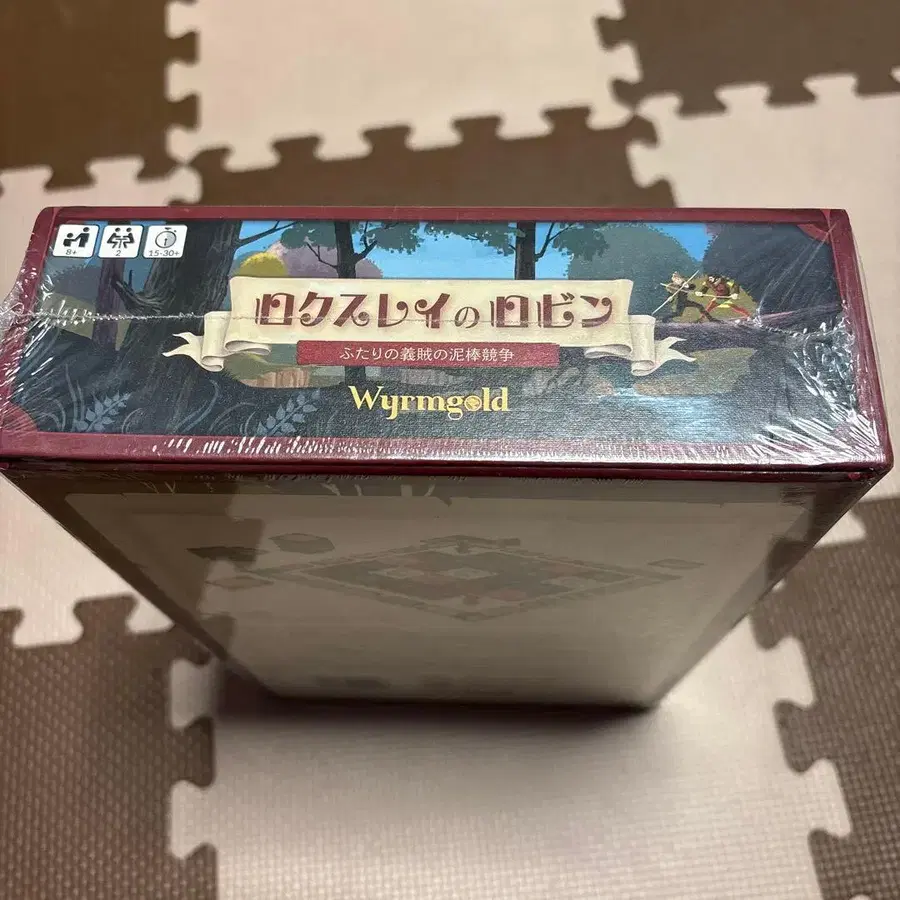 8+
2
15-30+
ロクスレイのロビン
ふたりの義賊の泥棒競争
Wyrmgold